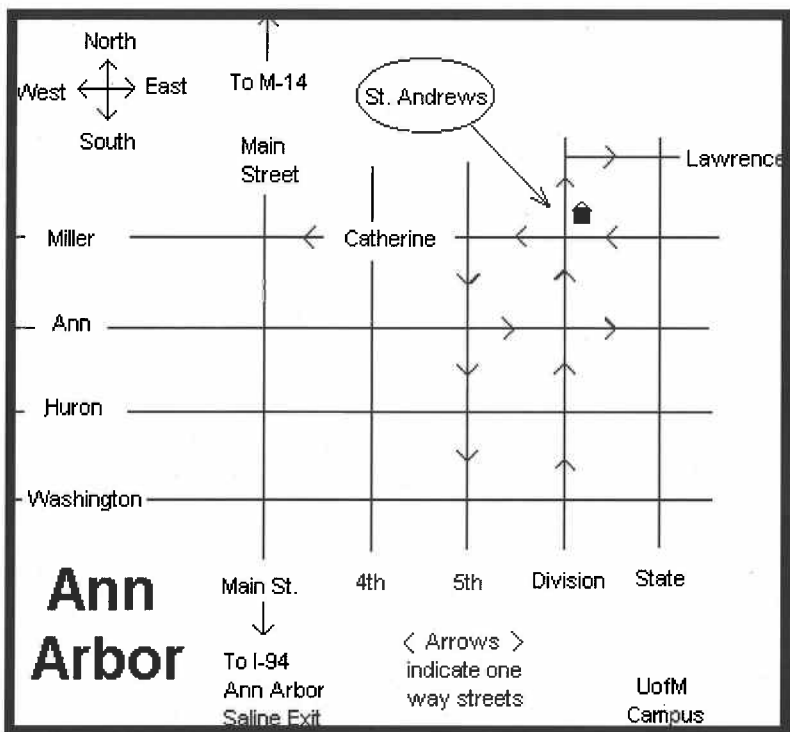 North
West
East
South
To M-14
St. Andrews
Main
Street
Lawrence
Miller
Catherine
Ann
Huron
Washington
Main St.
4th
5th
Division
State
Ann
Arbor
To I-94
Ann Arbor
Saline Exit
< Arrows >
indicate one
way streets
UofM
Campus